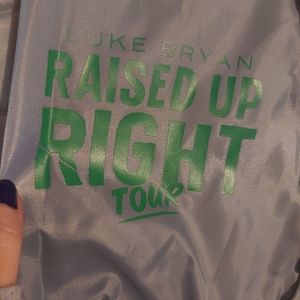 LUKE BRYAN
RAISED UP
RIGHT
TOUR